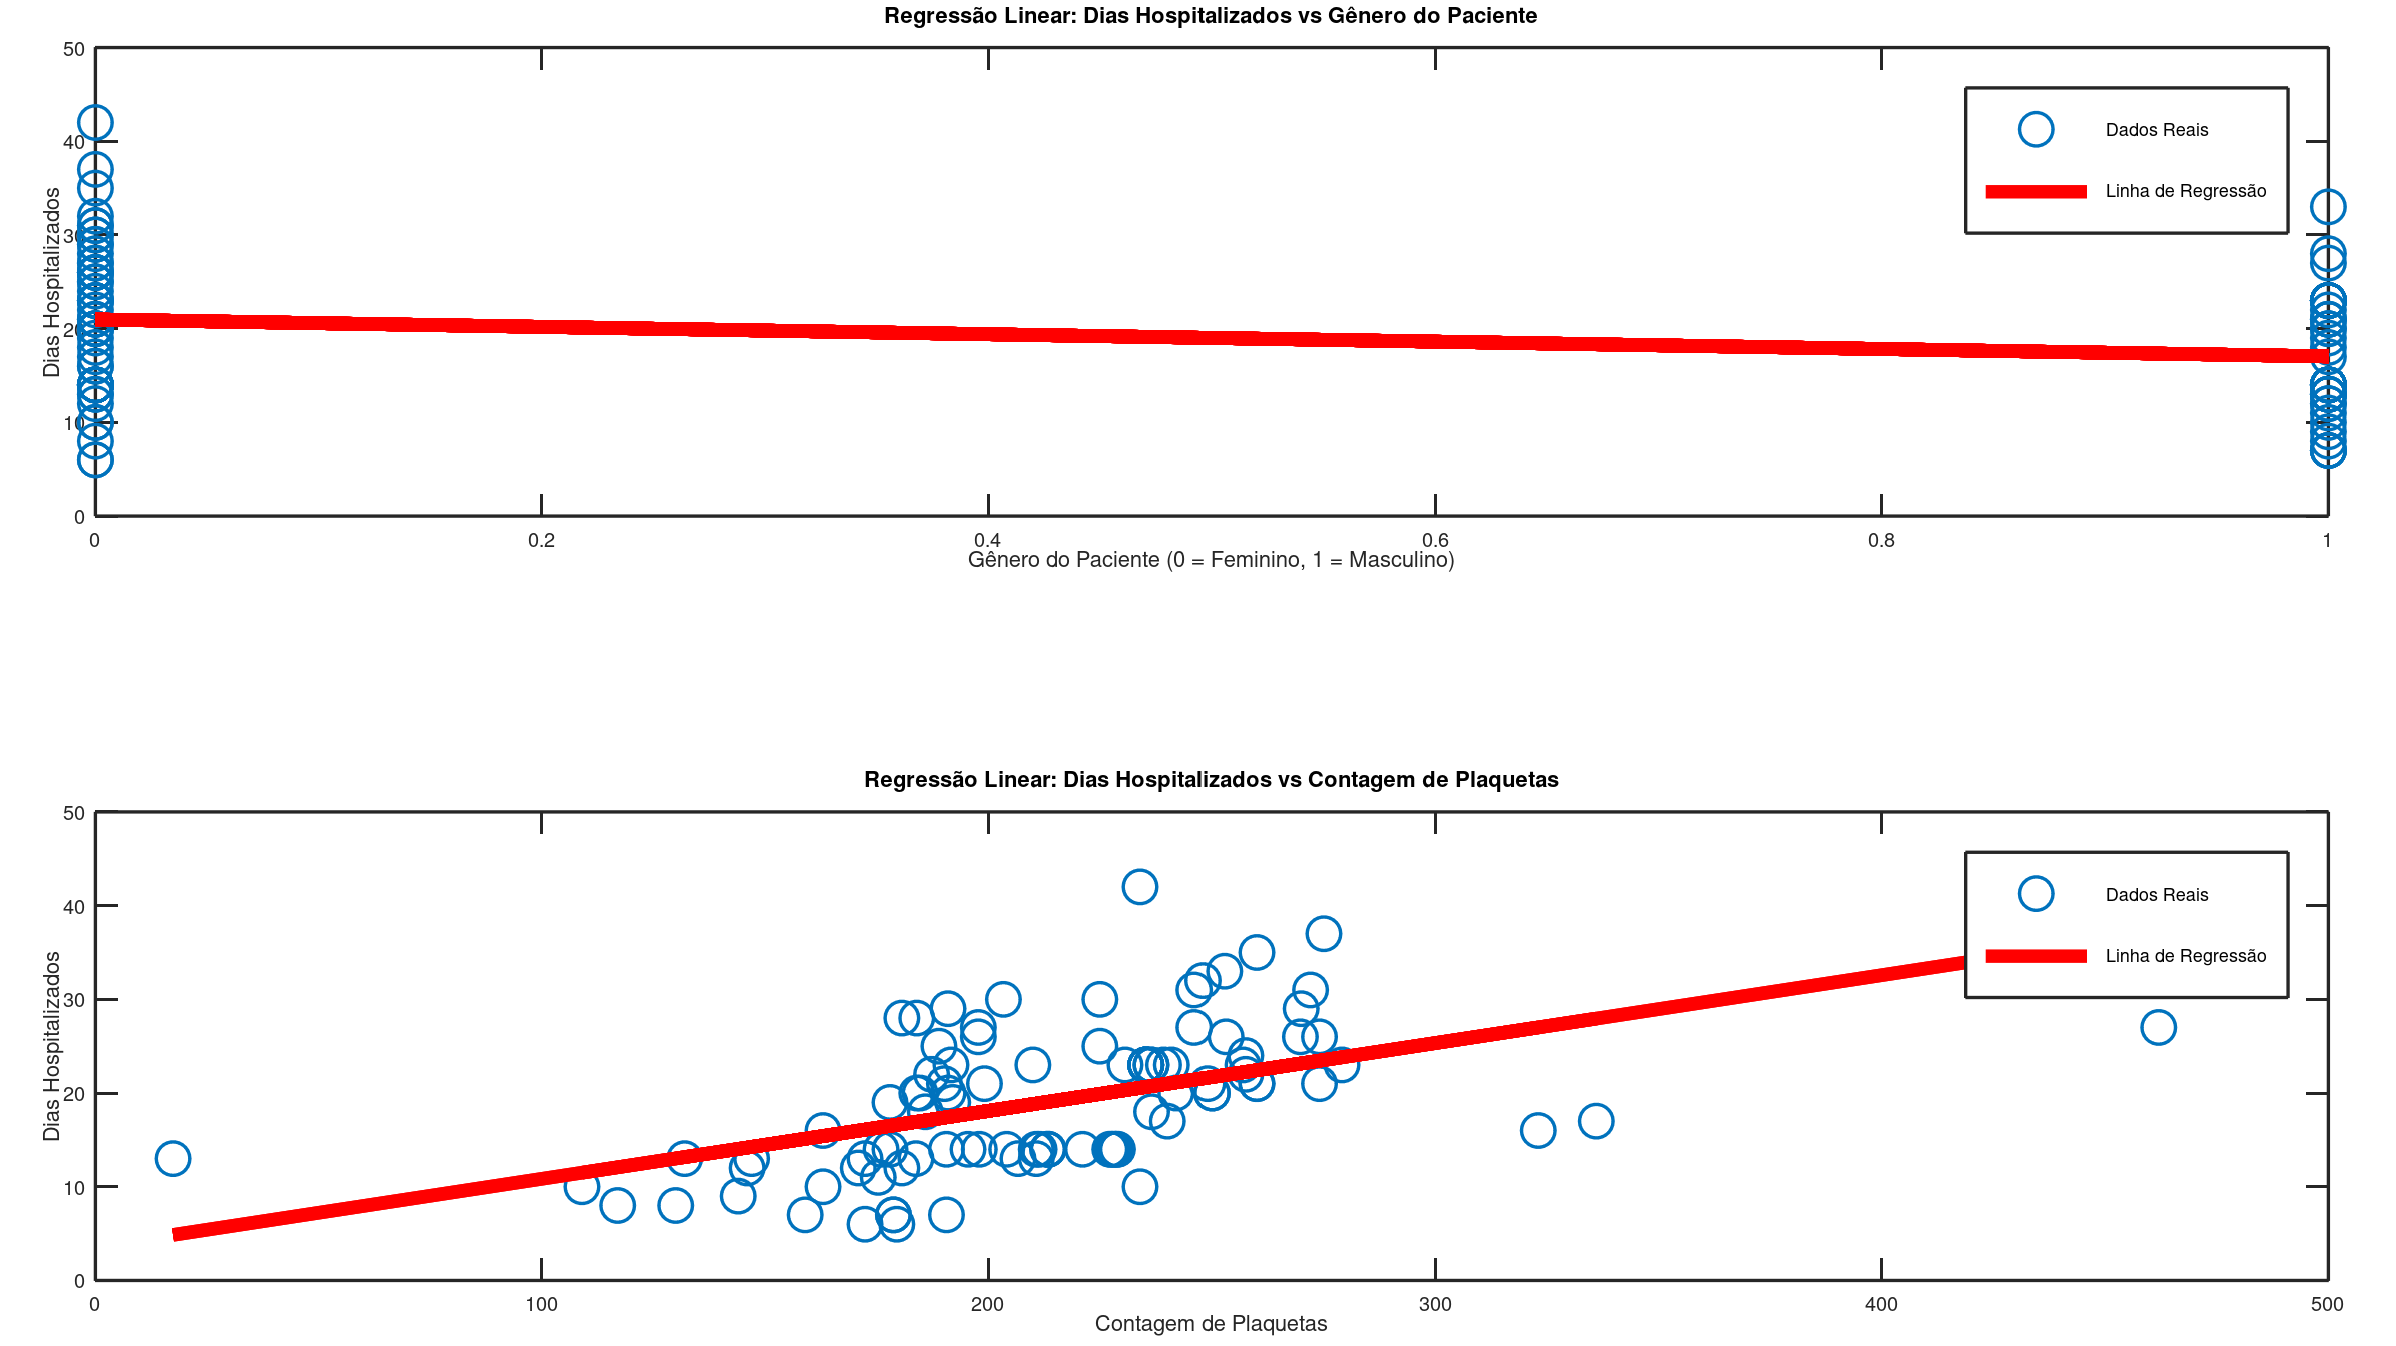 Regressão Linear: Dias Hospitalizados vs Gênero do Paciente
50
40
30
20
10
0
Dias Hospitalizados
Dados Reais
Linha de Regressão
0 0.2 0.4 0.6 0.8 1
Gênero do Paciente (0 = Feminino, 1 = Masculino)
Regressão Linear: Dias Hospitalizados vs Contagem de Plaquetas
50
40
30
20
10
0
Dias Hospitalizados
Dados Reais
Linha de Regressão
0 100 200 300 400 500
Contagem de Plaquetas